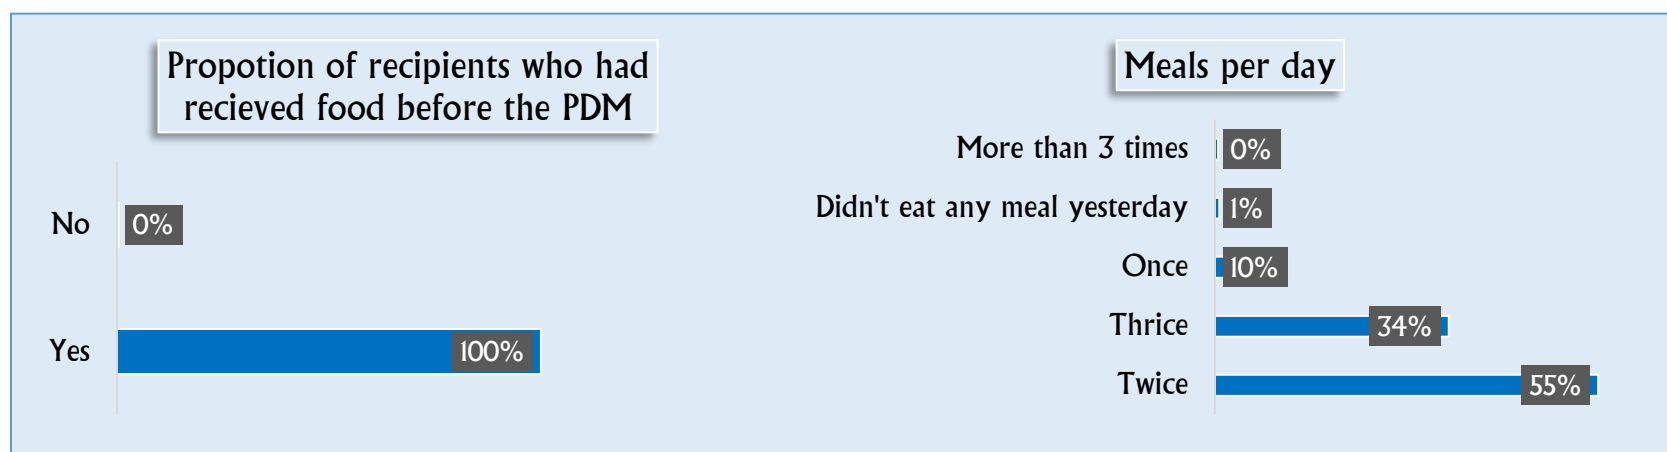 Propotion of recipients who had
recieved food before the PDM
No 0%
Yes 100%
Meals per day
More than 3 times 0%
Didn't eat any meal yesterday 1%
Once 10%
Thrice 34%
Twice 55%